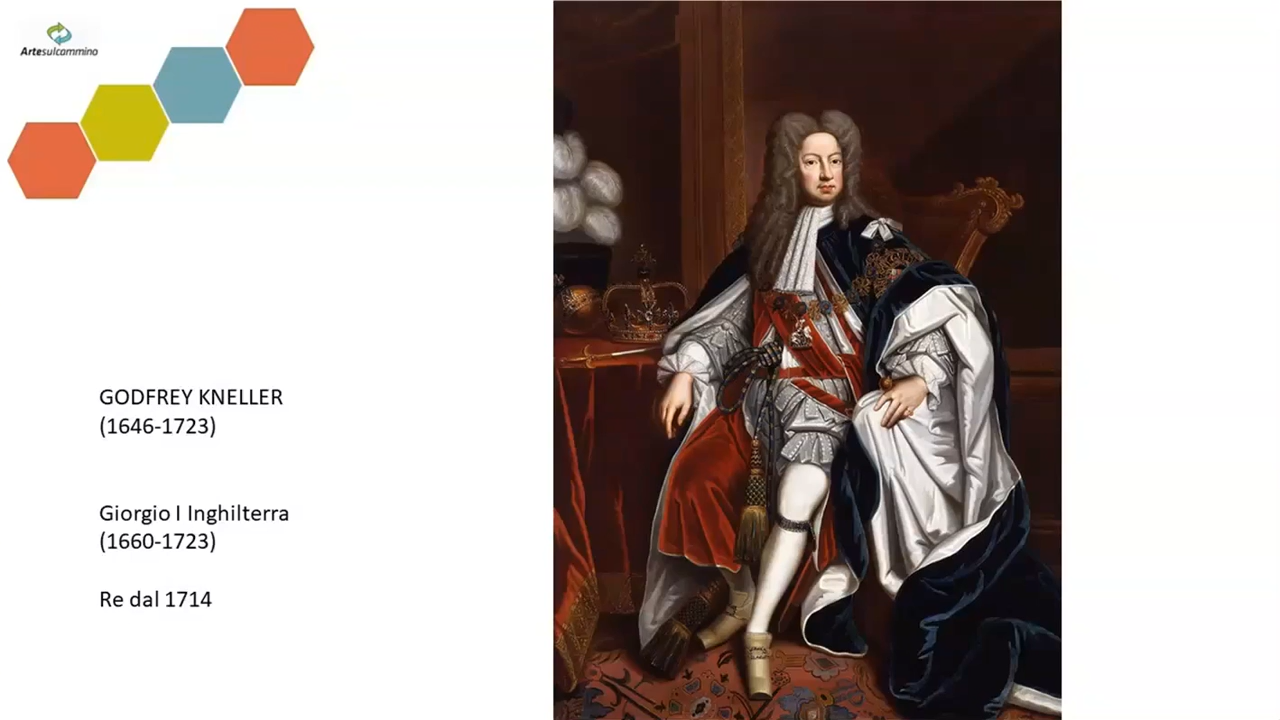 Artesulcammino
GODFREY KNELLER
(1646-1723)
Giorgio I Inghilterra
(1660-1723)
Re dal 1714